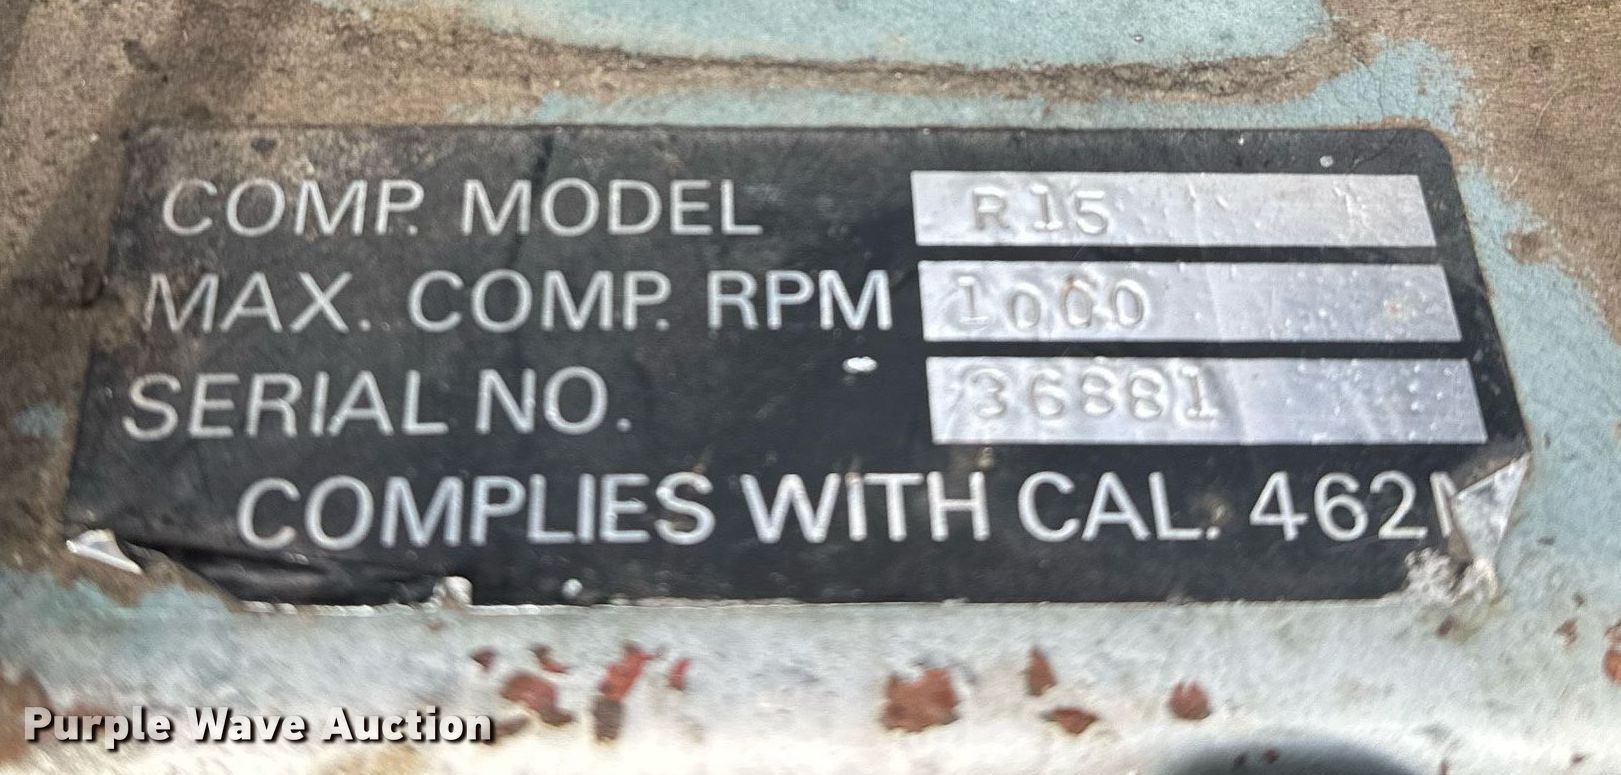 COMP. MODEL R15
MAX. COMP. RPM 1000
SERIAL NO. 36881
COMPLIES WITH CAL. 462
Purple Wave Auction